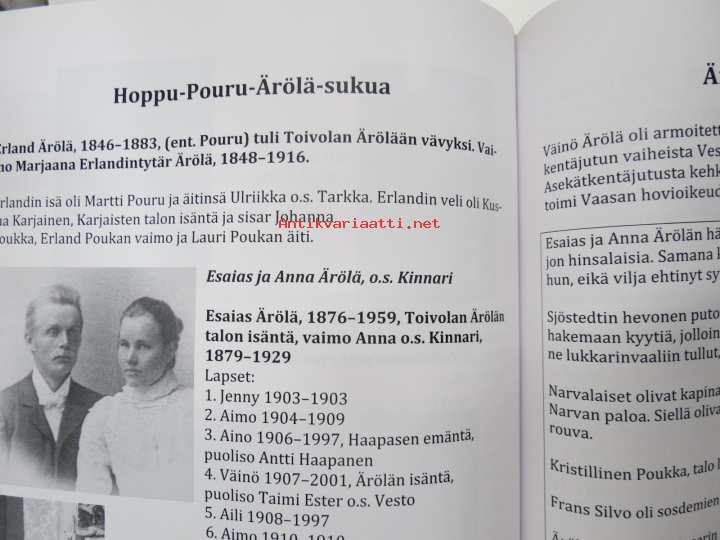 Hoppu-Pouru-Ärölä-sukua
Erland Ärölä, 1846–1883, (ent. Pouru) tuli Toivolan Ärölään vävyksi. Vai-
mo Marjaana Erlandintytär Ärölä, 1848–1916.
Erlandin isä oli Martti Pouru ja äitinsä Ulriikka o.s. Tarkka. Erlandin veli oli Kus-
Karjainen, Karjaisten talon isäntä ja sisar Johanna
Poukka, Erland Poukan vaimo ja Lauri Poukan äiti.
Antikvariaatti.net
Esaias ja Anna Ärölä, o.s. Kinnari
Esaias Ärölä, 1876–1959, Toivolan Ärölän
talon isäntä, vaimo Anna o.s. Kinnari,
1879–1929
Lapset:
1. Jenny 1903–1903
2. Aimo 1904–1909
3. Aino 1906–1997, Haapasen emäntä,
puoliso Antti Haapanen
4. Väinö 1907–2001, Ärölän isäntä,
puoliso Taimi Ester o.s. Vesto
5. Aili 1908–1997
6. Aimo 1910–1910
Väinö Ärölä oli armoitett
kentäjutun vaiheista Ves
Asekätkentäjutusta kehk
toimi Vaasan hovioikeud
Esaias ja Anna Ärölän hä
jon hinsalaisia. Samana k
hun, eikä vilja ehtinyt sy
Sjöstedtin hevonen puto
hakemaan kyytiä, jolloin
ne lukkarinvaaliin tullut,
Narvalaiset olivat kapina
Narvan paloa. Siellä oliva
rouva.
Kristillinen Poukka, talo l
Frans Silvo oli sosdemien